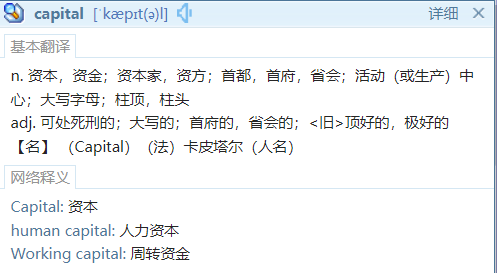 capital [ˈkæpɪt(ə)l] 详细
基本翻译
n. 资本，资金；资本家，资方；首都，首府，省会；活动（或生产）中
心；大写字母；柱顶，柱头
adj. 可处死刑的；大写的；首府的，省会的；<旧>顶好的，极好的
【名】 （Capital）（法）卡皮塔尔（人名）
网络释义
Capital: 资本
human capital: 人力资本
Working capital: 周转资金